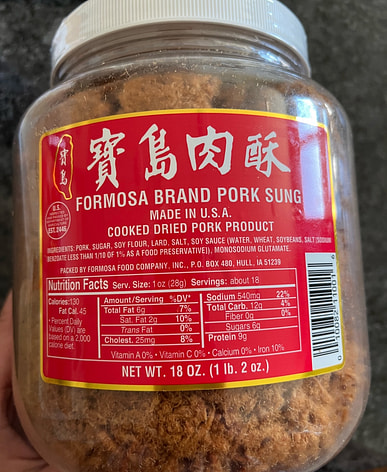 寶島肉酥
寶島
FORMOSA BRAND PORK SUNG
MADE IN U.S.A.
COOKED DRIED PORK PRODUCT
U.S.
EST. 2446
INGREDIENTS: PORK, SUGAR, SOY FLOUR, LARD, SALT, SOY SAUCE (WATER, WHEAT, SOYBEANS, SALT (SODIUM
BENZOATE LESS THAN 1/10 OF 1% AS A FOOD PRESERVATIVE)), MONOSODIUM GLUTAMATE.
PACKED BY FORMOSA FOOD COMPANY, INC., P.O. BOX 480, HULL, IA 51239
Nutrition Facts Serv. Size: 1oz (28g) Servings: about 18
Calories:130
Fat Cal. 45
* Percent Daily
Values (DV) are
based on a 2,000
calorie diet.
Amount/Serving %DV*
Total Fat 6g 7%
Sat. Fat 2g 10%
Trans Fat 0%
Cholest. 25mg 8%
Sodium 540mg 22%
Total Carb. 12g 4%
Fiber 0g 0%
Sugars 6g
Protein 9g
Vitamin A 0% • Vitamin C 0% • Calcium 0% • Iron 10%
NET WT. 18 OZ. (1 lb. 2 oz.)